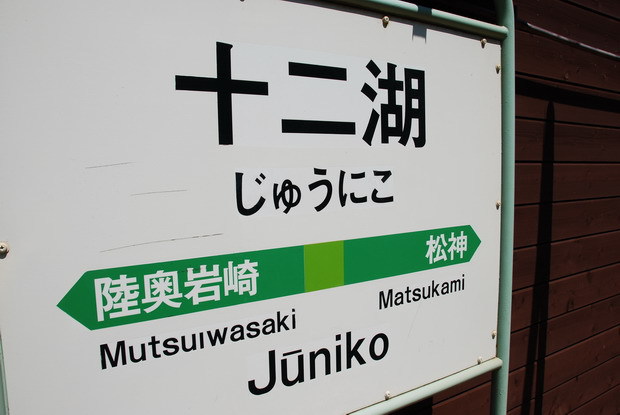 十二湖
じゅうにこ
陸奥岩崎 松神
Mutsuiwasaki Matsukami
Jūniko